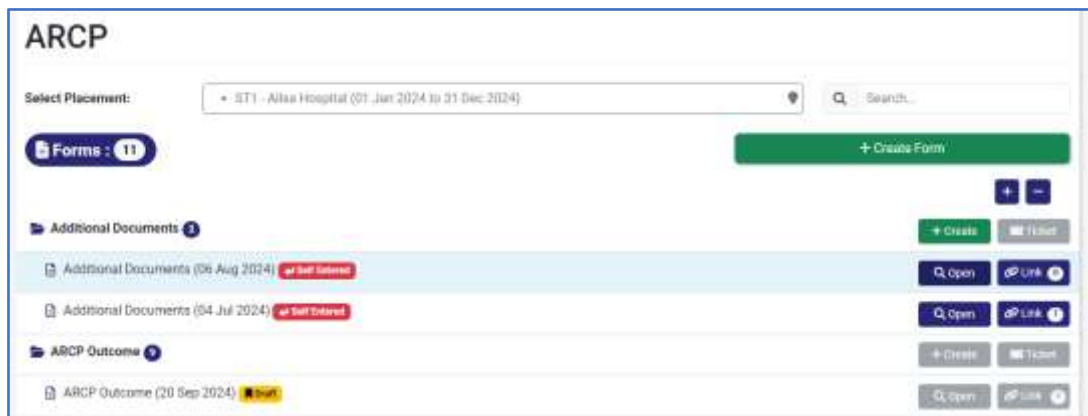 ARCP
Select Placement: • ST1 - Ailsa Hospital (01 Jan 2024 to 31 Dec 2024) Search...
Forms : 11 + Create Form
+ −
Additional Documents + Create Ticket
Additional Documents (06 Aug 2024) Self Entered Open Link 0
Additional Documents (04 Jul 2024) Self Entered Open Link 1
ARCP Outcome 9 + Create Ticket
ARCP Outcome (20 Sep 2024) Draft Open Link